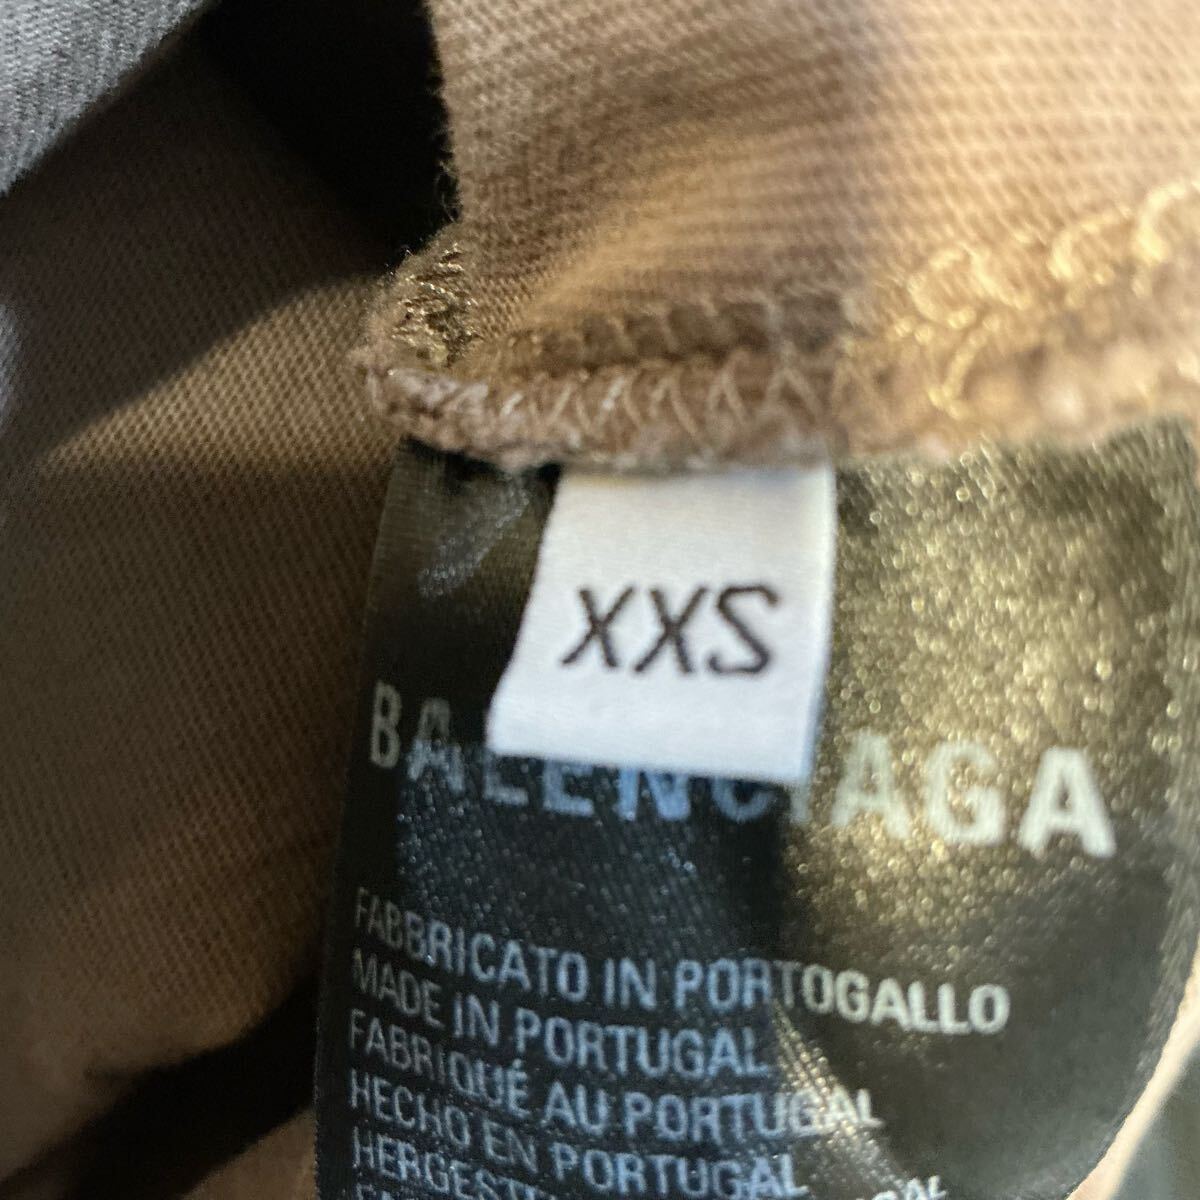 XXS
BALENCIAGA
FABBRICATO IN PORTOGALLO
MADE IN PORTUGAL
FABRIQUÉ AU PORTUGAL
HECHO EN PORTUGAL